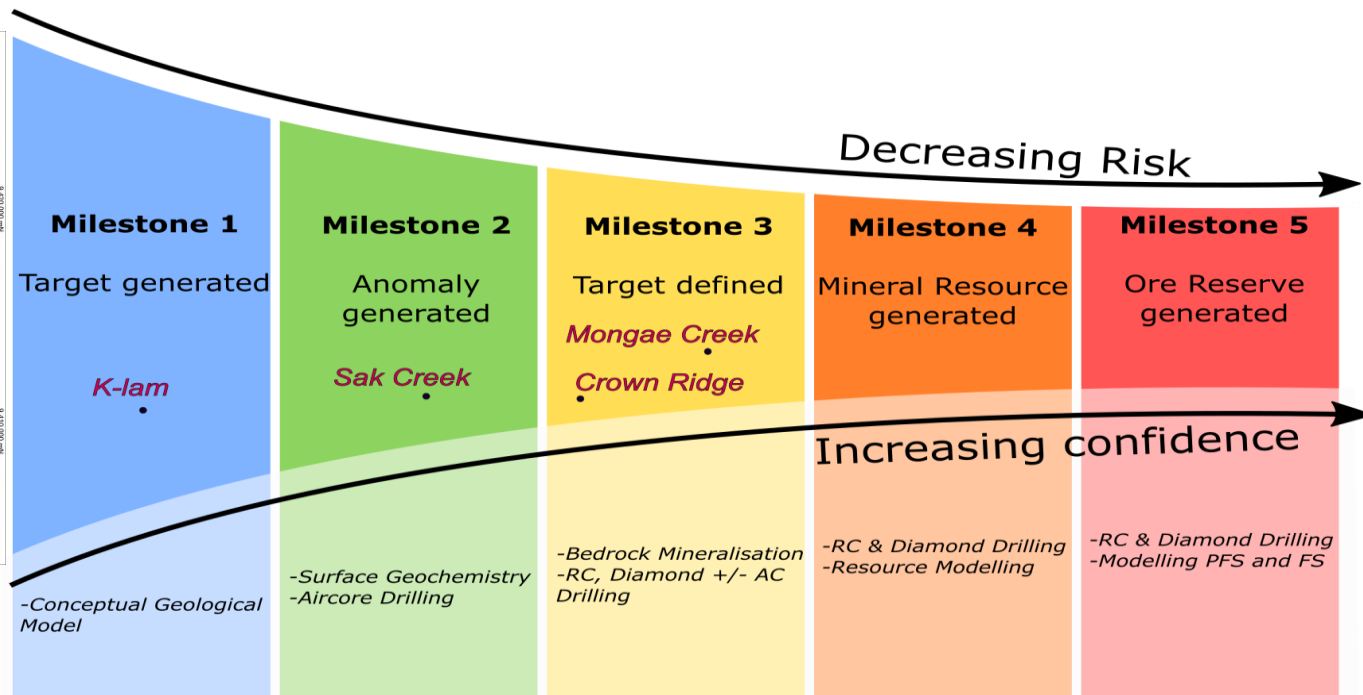 Decreasing Risk
Milestone 1
Target generated
K-lam
Milestone 2
Anomaly
generated
Sak Creek
Milestone 3
Target defined
Mongae Creek
Crown Ridge
Milestone 4
Mineral Resource
generated
Milestone 5
Ore Reserve
generated
Increasing confidence
-Conceptual Geological
Model
-Surface Geochemistry
-Aircore Drilling
-Bedrock Mineralisation
-RC, Diamond +/- AC
Drilling
-RC & Diamond Drilling
-Resource Modelling
-RC & Diamond Drilling
-Modelling PFS and FS